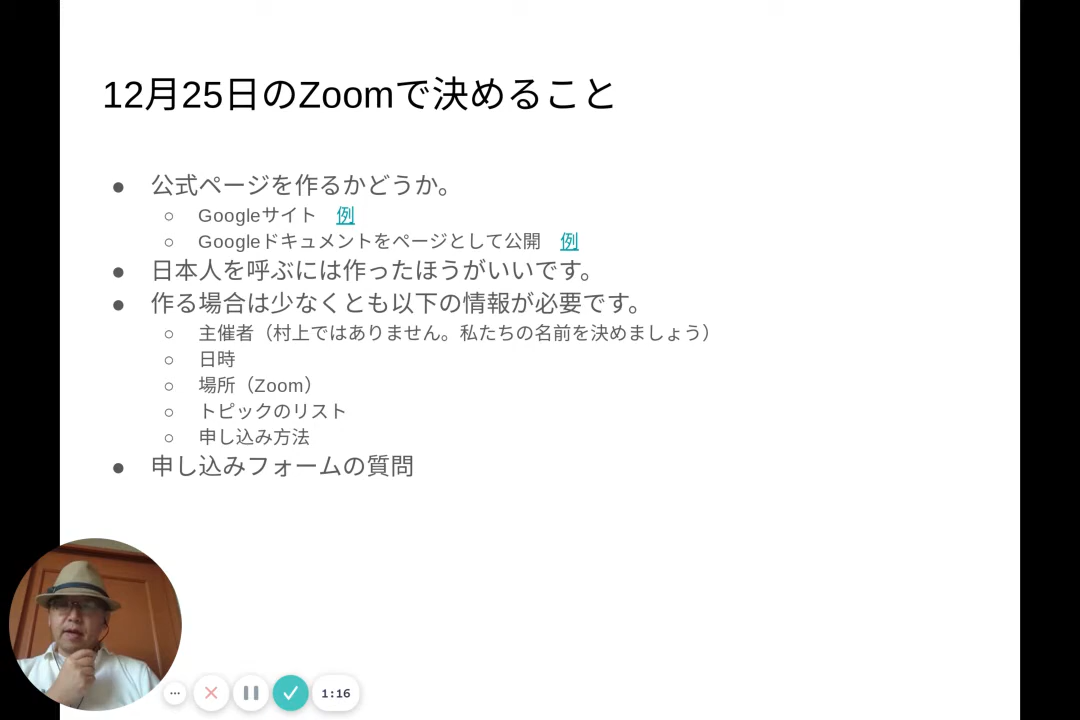 12月25日のZoomで決めること
● 公式ページを作るかどうか。
○ Googleサイト 例
○ Googleドキュメントをページとして公開 例
● 日本人を呼ぶには作ったほうがいいです。
● 作る場合は少なくとも以下の情報が必要です。
○ 主催者（村上ではありません。私たちの名前を決めましょう）
○ 日時
○ 場所（Zoom）
○ トピックのリスト
○ 申し込み方法
● 申し込みフォームの質問
1:16